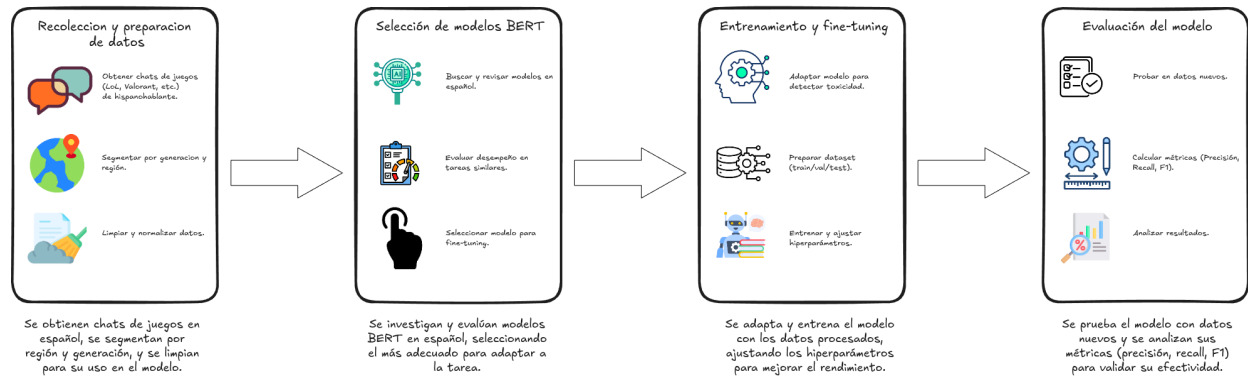 Recoleccion y preparacion
de datos
Obtener chats de juegos
(LoL, Valorant, etc.)
de hispanohablante.
Segmentar por generacion y
región.
Limpiar y normalizar datos.
Se obtienen chats de juegos en
español, se segmentan por
región y generación, y se limpian
para su uso en el modelo.
Selección de modelos BERT
AI
Buscar y revisar modelos en
español.
Evaluar desempeño en
tareas similares.
Seleccionar modelo para
fine-tuning.
Se investigan y evalúan modelos
BERT en español, seleccionando
el más adecuado para adaptar a
la tarea.
Entrenamiento y fine-tuning
Adaptar modelo para
detectar toxicidad.
Preparar dataset
(train/val/test).
Entrenar y ajustar
hiperparámetros.
Se adapta y entrena el modelo
con los datos procesados,
ajustando los hiperparámetros
para mejorar el rendimiento.
Evaluación del modelo
Probar en datos nuevos.
Calcular métricas (Precisión,
Recall, F1).
%
Analizar resultados.
Se prueba el modelo con datos
nuevos y se analizan sus
métricas (precisión, recall, F1)
para validar su efectividad.